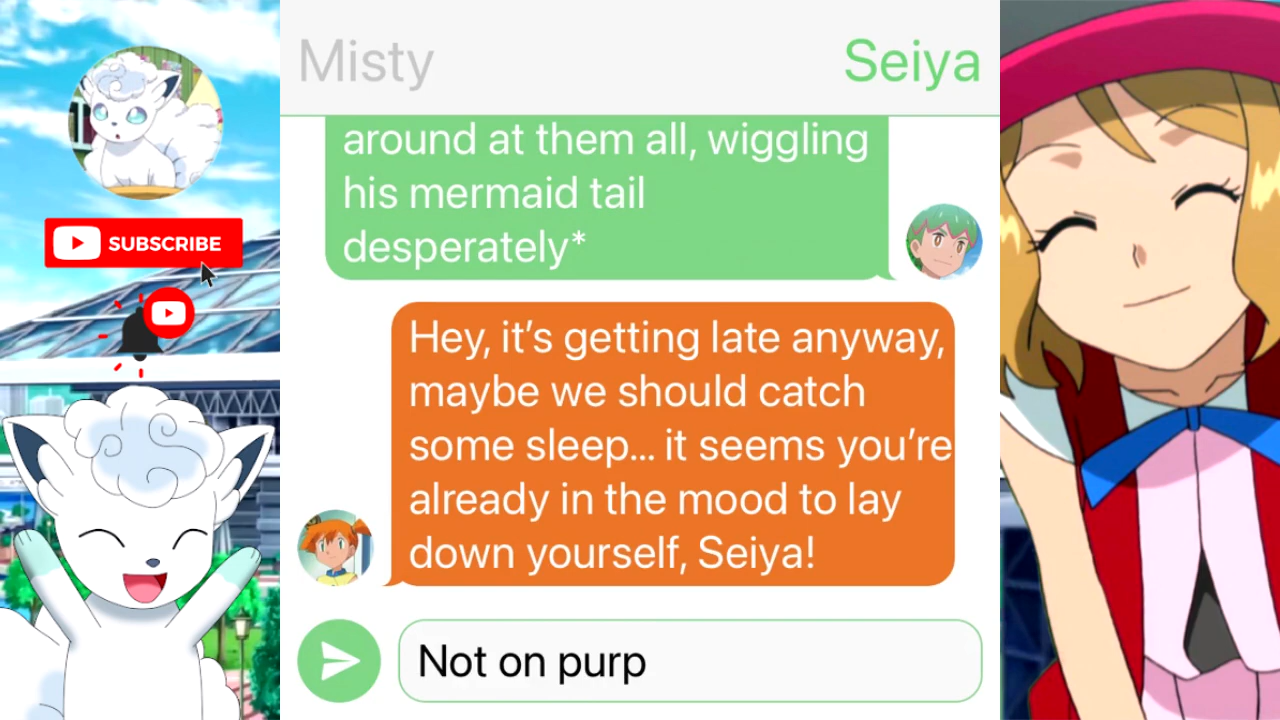 Misty
Seiya
around at them all, wiggling
his mermaid tail
desperately*
SUBSCRIBE
Hey, it's getting late anyway,
maybe we should catch
some sleep... it seems you're
already in the mood to lay
down yourself, Seiya!
Not on purp